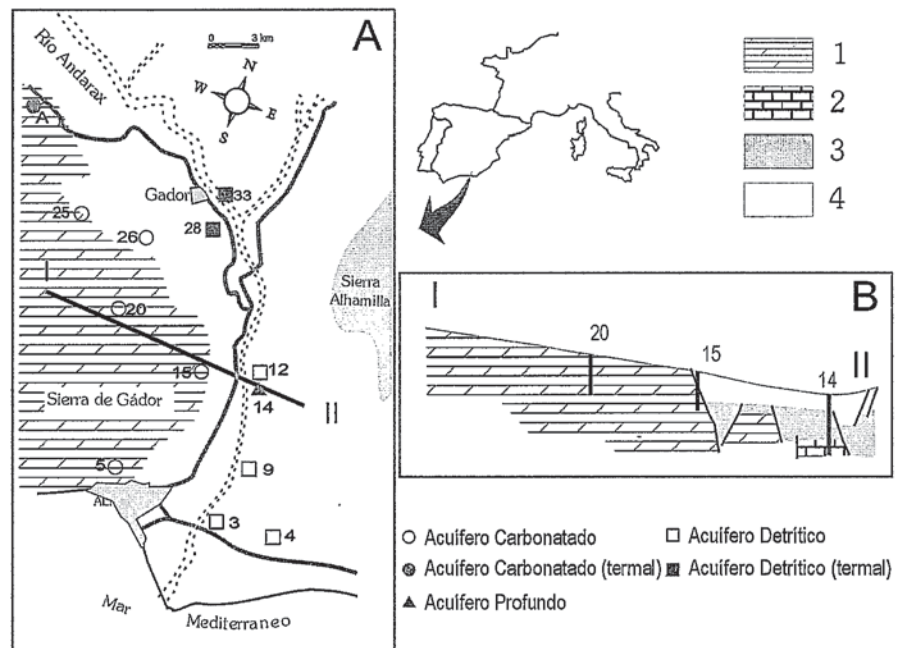 A
Río Andarax
0 3 km
N
W
E
S
A
Gador
33
28
25
26
I
20
Sierra
Alhamilla
15
12
14
II
Sierra de Gádor
5
9
3
4
Mar
Mediterraneo
1
2
3
4
B
I
20
15
II
14
Acuífero Carbonatado
Acuífero Detrítico
Acuífero Carbonatado (termal)
Acuífero Detrítico (termal)
Acuífero Profundo